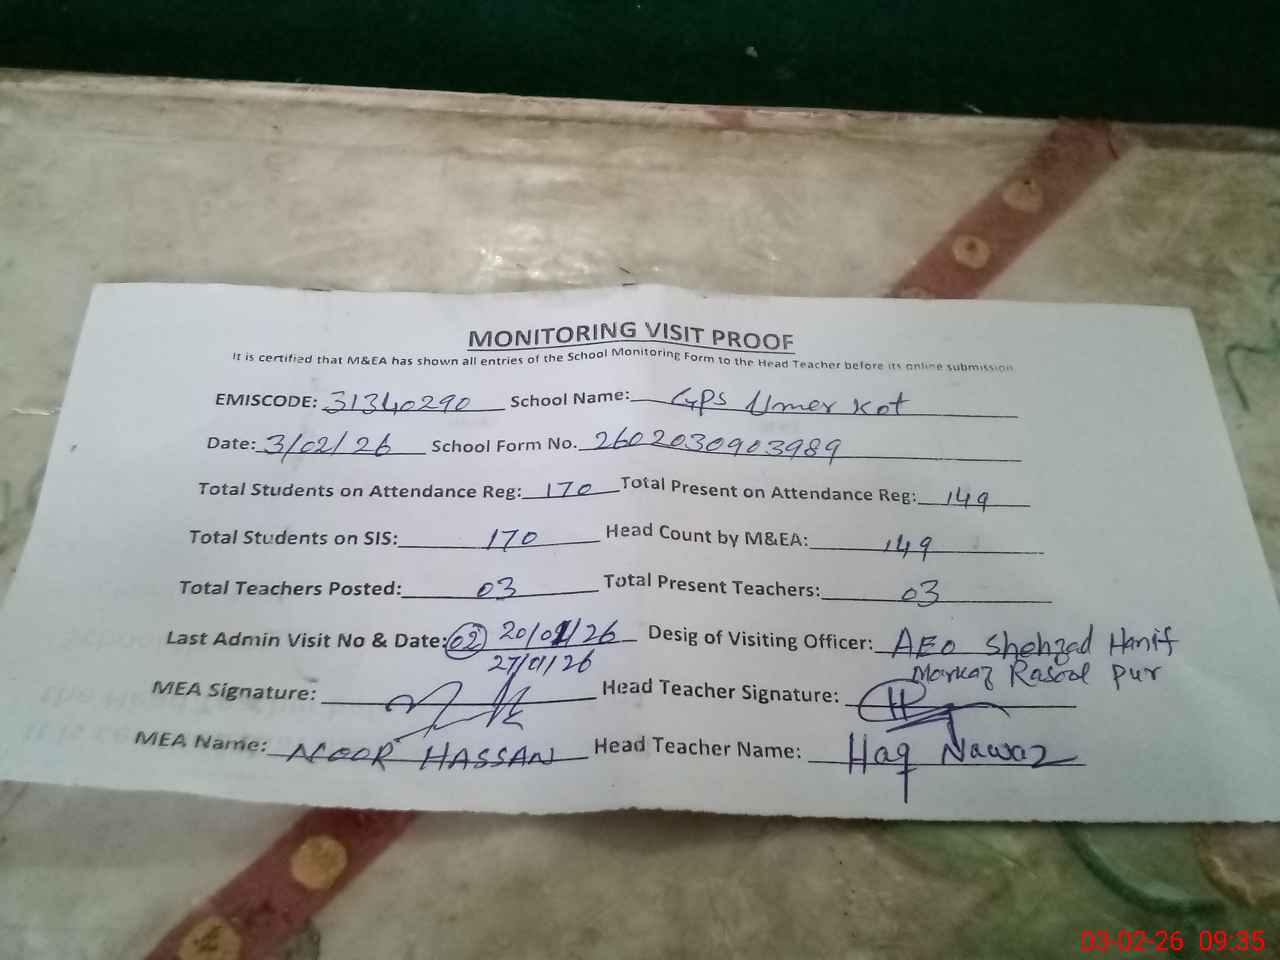 MONITORING VISIT PROOF
It is certified that M&EA has shown all entries of the School Monitoring Form to the Head Teacher before its online submission
EMISCODE: 31340290 School Name: GPS Umer Kot
Date: 3/02/26 School Form No. 2602030903989
Total Students on Attendance Reg: 170 Total Present on Attendance Reg: 149
Total Students on SIS: 170 Head Count by M&EA: 149
Total Teachers Posted: 03 Total Present Teachers: 03
Last Admin Visit No & Date: 02 20/01/26 Desig of Visiting Officer: AEO Shehzad Hanif
27/01/26 Markaz Rasool Pur
MEA Signature: Head Teacher Signature:
MEA Name: NOOR HASSAN Head Teacher Name: Haq Nawaz
03-02-26 09:35